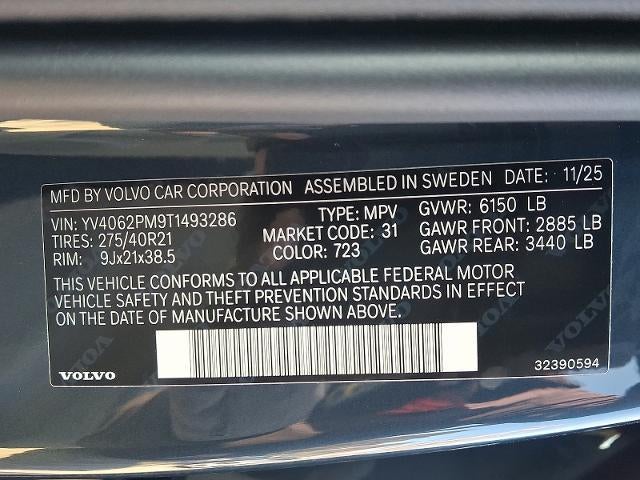 MFD BY VOLVO CAR CORPORATION ASSEMBLED IN SWEDEN DATE: 11/25
VIN: YV4062PM9T1493286 TYPE: MPV GVWR: 6150 LB
TIRES: 275/40R21 MARKET CODE: 31 GAWR FRONT: 2885 LB
RIM: 9Jx21x38.5 COLOR: 723 GAWR REAR: 3440 LB
THIS VEHICLE CONFORMS TO ALL APPLICABLE FEDERAL MOTOR
VEHICLE SAFETY AND THEFT PREVENTION STANDARDS IN EFFECT
ON THE DATE OF MANUFACTURE SHOWN ABOVE.
VOLVO 32390594